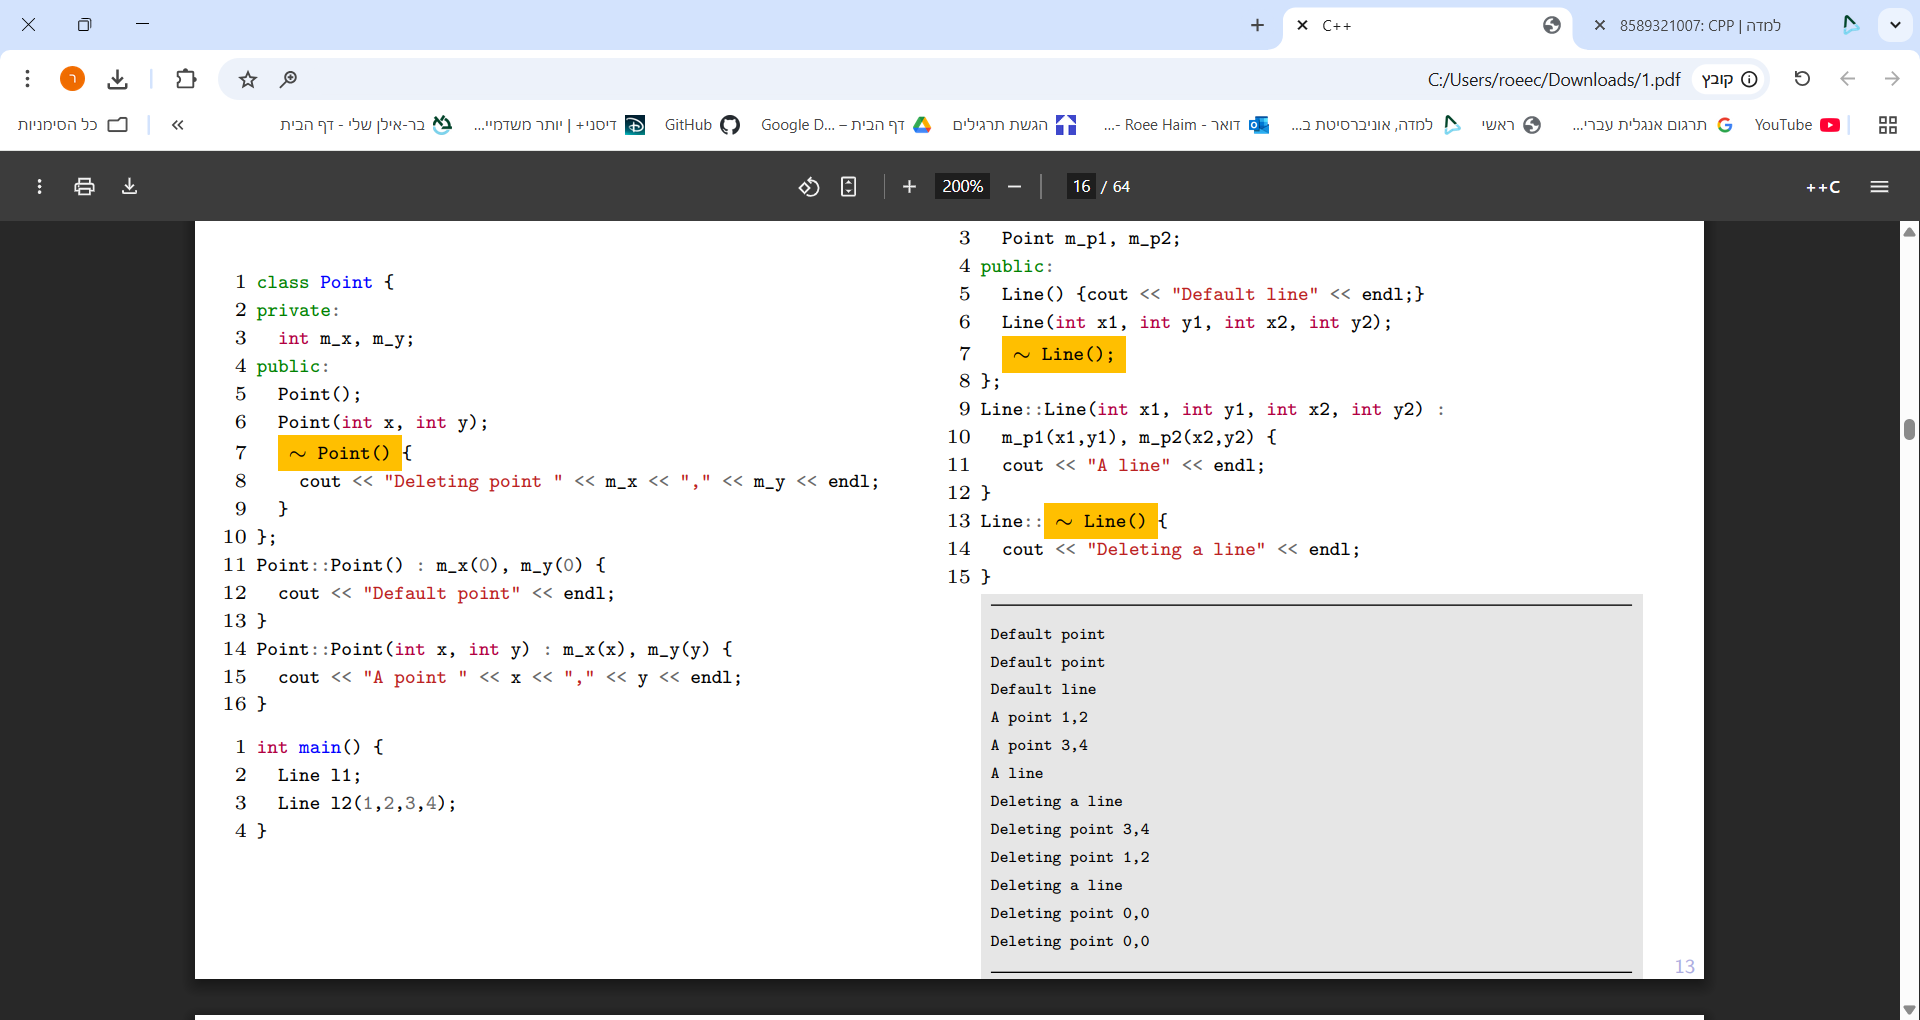 C++
למדה | 8589321007: CPP
C:/Users/roeec/Downloads/1.pdf
קובץ
ר
כל הסימניות
«
בר-אילן שלי - דף הבית
דיסני+ | יותר משדמיי...
GitHub
Google D... – דף הבית
הגשת תרגילים
דואר - Roee Haim -...
למדה, אוניברסיטת ב...
ראשי
תרגום אנגלית עברי...
YouTube
200%
16 / 64
++C
1 class Point {
2 private:
3 int m_x, m_y;
4 public:
5 Point();
6 Point(int x, int y);
7 ~ Point() {
8 cout << "Deleting point " << m_x << "," << m_y << endl;
9 }
10 };
11 Point::Point() : m_x(0), m_y(0) {
12 cout << "Default point" << endl;
13 }
14 Point::Point(int x, int y) : m_x(x), m_y(y) {
15 cout << "A point " << x << "," << y << endl;
16 }
1 int main() {
2 Line l1;
3 Line l2(1,2,3,4);
4 }
3 Point m_p1, m_p2;
4 public:
5 Line() {cout << "Default line" << endl;}
6 Line(int x1, int y1, int x2, int y2);
7 ~ Line();
8 };
9 Line::Line(int x1, int y1, int x2, int y2) :
10 m_p1(x1,y1), m_p2(x2,y2) {
11 cout << "A line" << endl;
12 }
13 Line:: ~ Line() {
14 cout << "Deleting a line" << endl;
15 }
Default point
Default point
Default line
A point 1,2
A point 3,4
A line
Deleting a line
Deleting point 3,4
Deleting point 1,2
Deleting a line
Deleting point 0,0
Deleting point 0,0
13